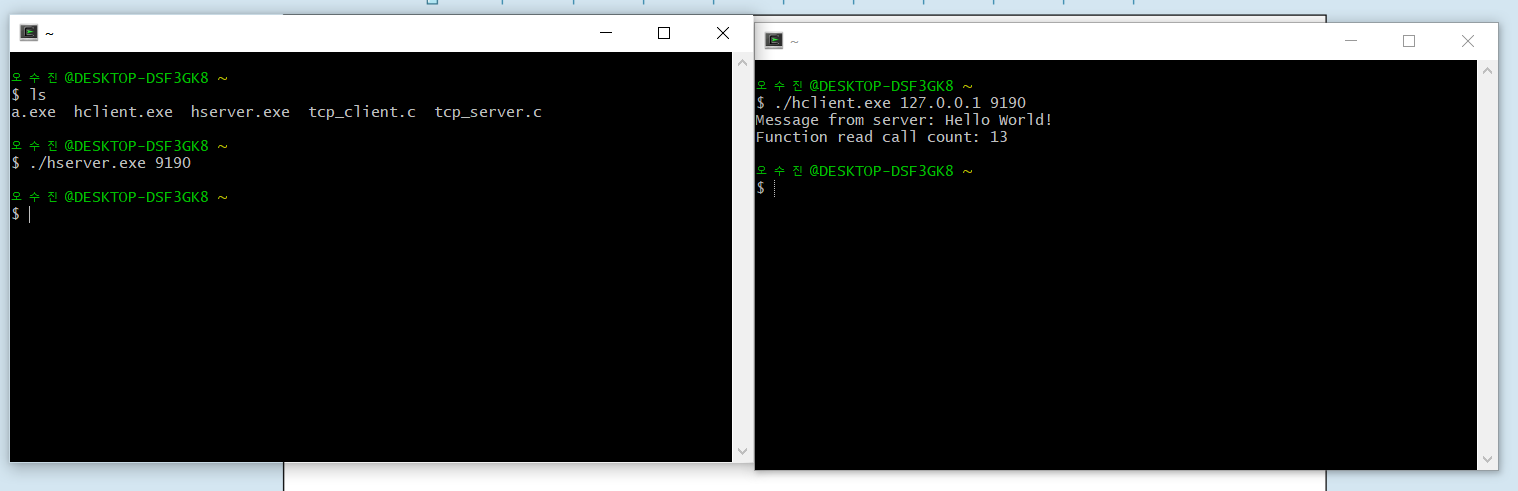 ~
오 수 진 @DESKTOP-DSF3GK8 ~
$ ls
a.exe  hclient.exe  hserver.exe  tcp_client.c  tcp_server.c
오 수 진 @DESKTOP-DSF3GK8 ~
$ ./hserver.exe 9190
오 수 진 @DESKTOP-DSF3GK8 ~
$
~
오 수 진 @DESKTOP-DSF3GK8 ~
$ ./hclient.exe 127.0.0.1 9190
Message from server: Hello World!
Function read call count: 13
오 수 진 @DESKTOP-DSF3GK8 ~
$